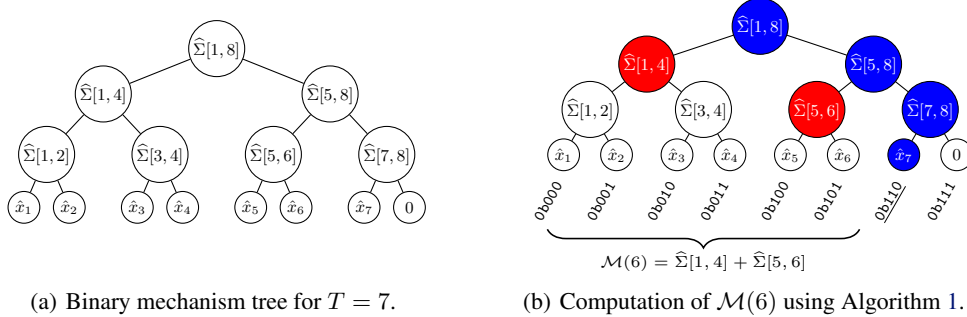 Σ̂[1, 8]
Σ̂[1, 4]
Σ̂[5, 8]
Σ̂[1, 2]
Σ̂[3, 4]
Σ̂[5, 6]
Σ̂[7, 8]
x̂₁
x̂₂
x̂₃
x̂₄
x̂₅
x̂₆
x̂₇
0
(a) Binary mechanism tree for T = 7.
Σ̂[1, 8]
Σ̂[1, 4]
Σ̂[5, 8]
Σ̂[1, 2]
Σ̂[3, 4]
Σ̂[5, 6]
Σ̂[7, 8]
x̂₁
x̂₂
x̂₃
x̂₄
x̂₅
x̂₆
x̂₇
0
0b000
0b001
0b010
0b011
0b100
0b101
0b110
0b111
ℳ(6) = Σ̂[1, 4] + Σ̂[5, 6]
(b) Computation of ℳ(6) using Algorithm 1.